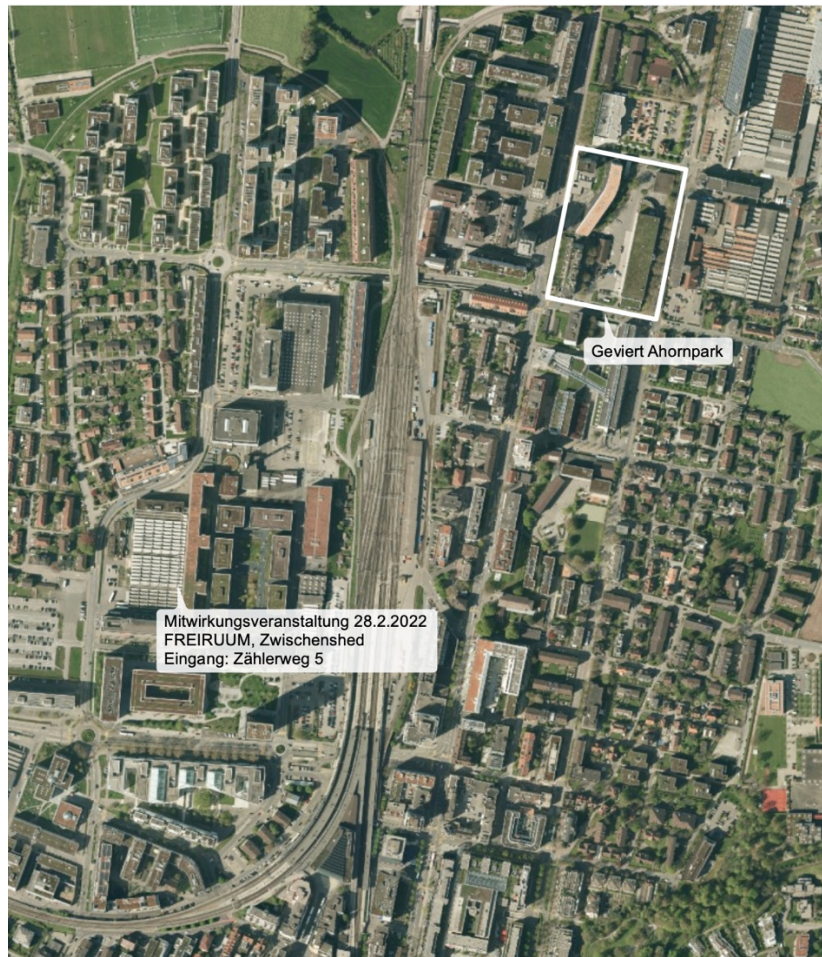 Geviert Ahornpark
Mitwirkungsveranstaltung 28.2.2022
FREIRUUM, Zwischenshed
Eingang: Zählerweg 5